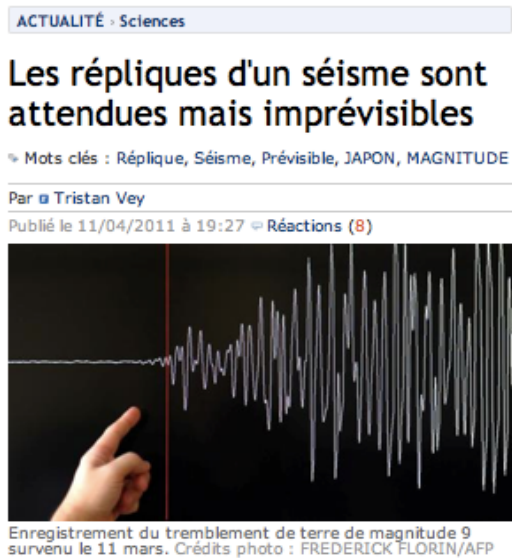 ACTUALITÉ › Sciences
Les répliques d'un séisme sont
attendues mais imprévisibles
Mots clés : Réplique, Séisme, Prévisible, JAPON, MAGNITUDE
Par Tristan Vey
Publié le 11/04/2011 à 19:27 Réactions (8)
Enregistrement du tremblement de terre de magnitude 9
survenu le 11 mars. Crédits photo : FREDERICK FLORIN/AFP